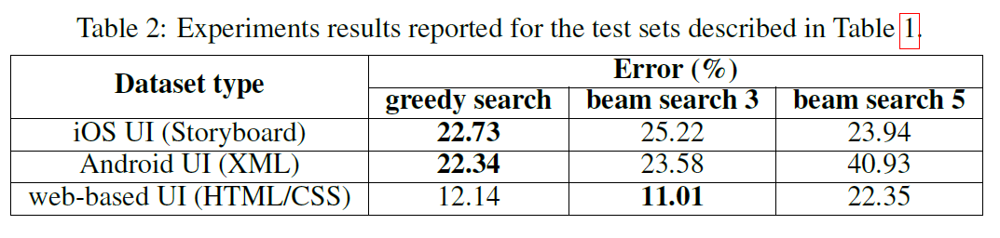 Table 2: Experiments results reported for the test sets described in Table 1.
Dataset type
Error (%)
greedy search beam search 3 beam search 5
iOS UI (Storyboard) 22.73 25.22 23.94
Android UI (XML) 22.34 23.58 40.93
web-based UI (HTML/CSS) 12.14 11.01 22.35